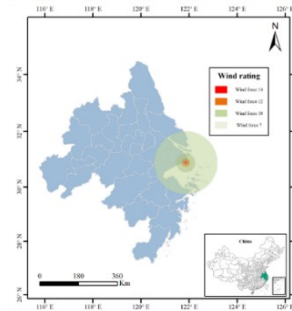 116° E 118° E 120° E 122° E 124° E 126° E
N
34° N
32° N
30° N
28° N
26° N
Wind rating
Wind force 14
Wind force 12
Wind force 10
Wind force 7
China
0 180 360
Km
116° E 118° E 120° E 122° E 124° E 126° E